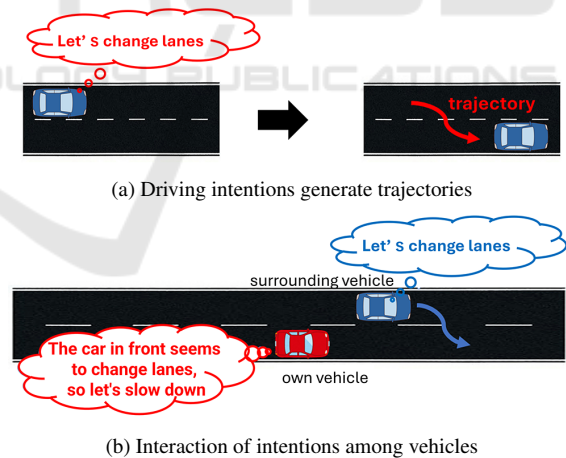 Let' s change lanes
trajectory
(a) Driving intentions generate trajectories
Let' s change lanes
surrounding vehicle
The car in front seems
to change lanes,
so let's slow down
own vehicle
(b) Interaction of intentions among vehicles